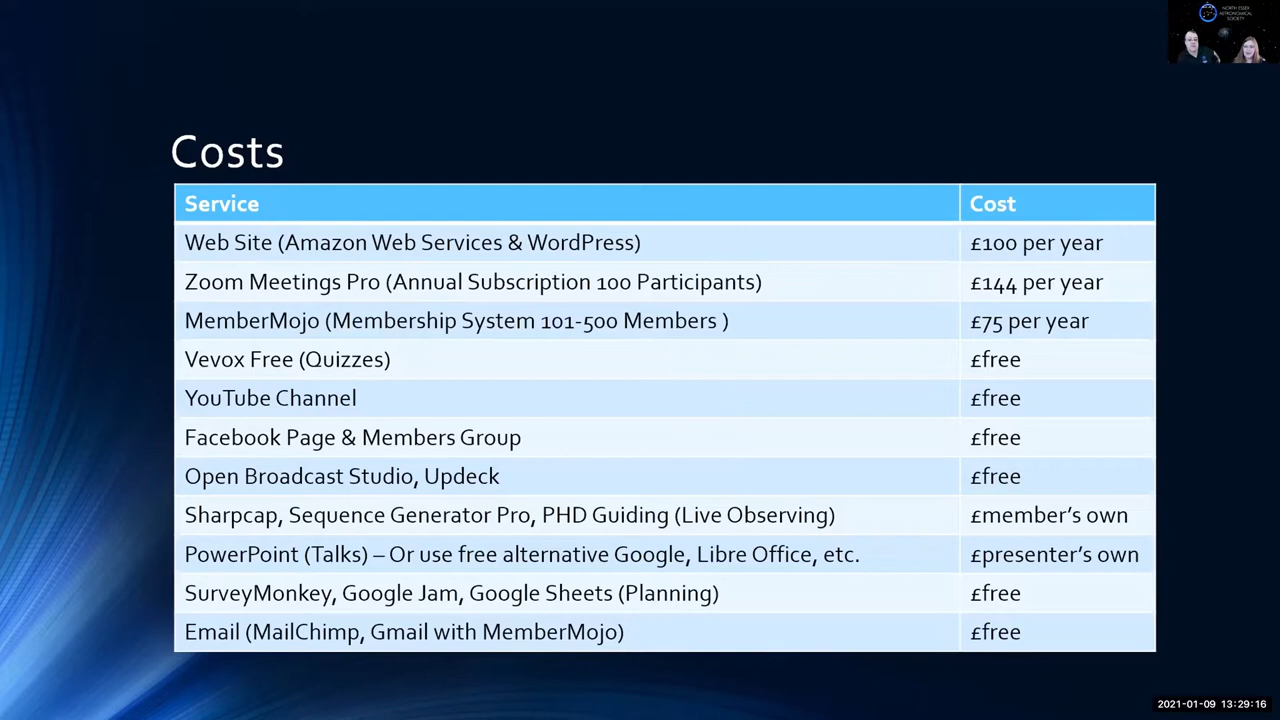 NORTH ESSEX
ASTRONOMICAL
SOCIETY
Costs
Service Cost
Web Site (Amazon Web Services & WordPress) £100 per year
Zoom Meetings Pro (Annual Subscription 100 Participants) £144 per year
MemberMojo (Membership System 101-500 Members ) £75 per year
Vevox Free (Quizzes) £free
YouTube Channel £free
Facebook Page & Members Group £free
Open Broadcast Studio, Updeck £free
Sharpcap, Sequence Generator Pro, PHD Guiding (Live Observing) £member’s own
PowerPoint (Talks) – Or use free alternative Google, Libre Office, etc. £presenter’s own
SurveyMonkey, Google Jam, Google Sheets (Planning) £free
Email (MailChimp, Gmail with MemberMojo) £free
2021-01-09 13:29:16